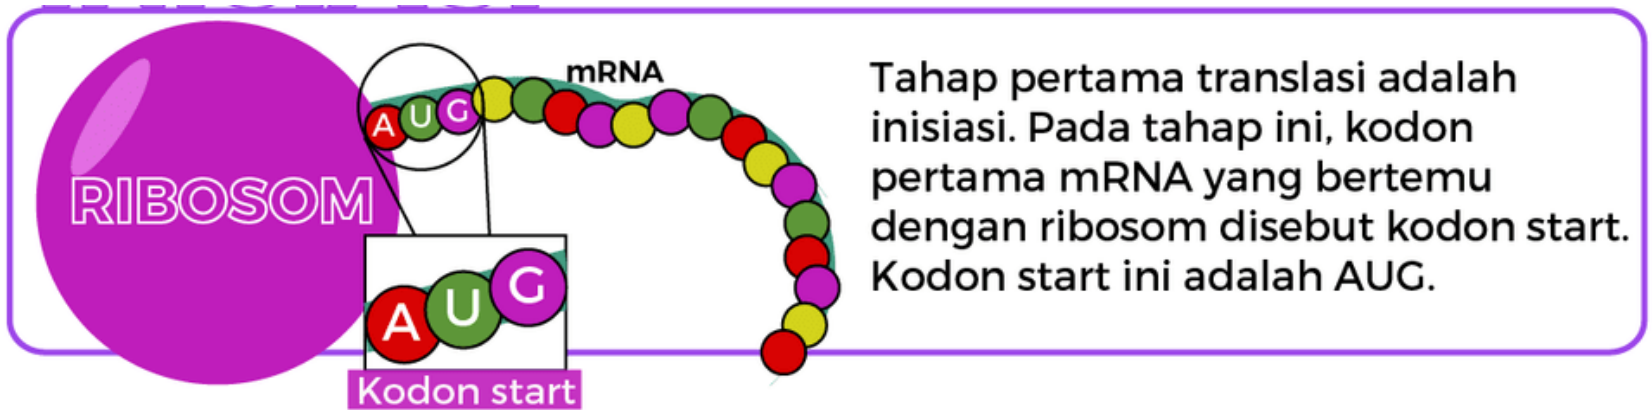 mRNA
A U G
RIBOSOM
A U G
Kodon start
Tahap pertama translasi adalah
inisiasi. Pada tahap ini, kodon
pertama mRNA yang bertemu
dengan ribosom disebut kodon start.
Kodon start ini adalah AUG.